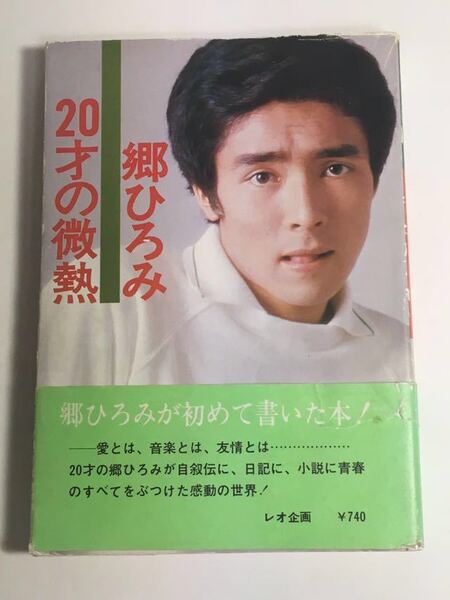 郷ひろみ
20才の微熱
郷ひろみが初めて書いた本!
――愛とは、音楽とは、友情とは………………
20才の郷ひろみが自叙伝に、日記に、小説に青春
のすべてをぶつけた感動の世界!
レオ企画 ¥740